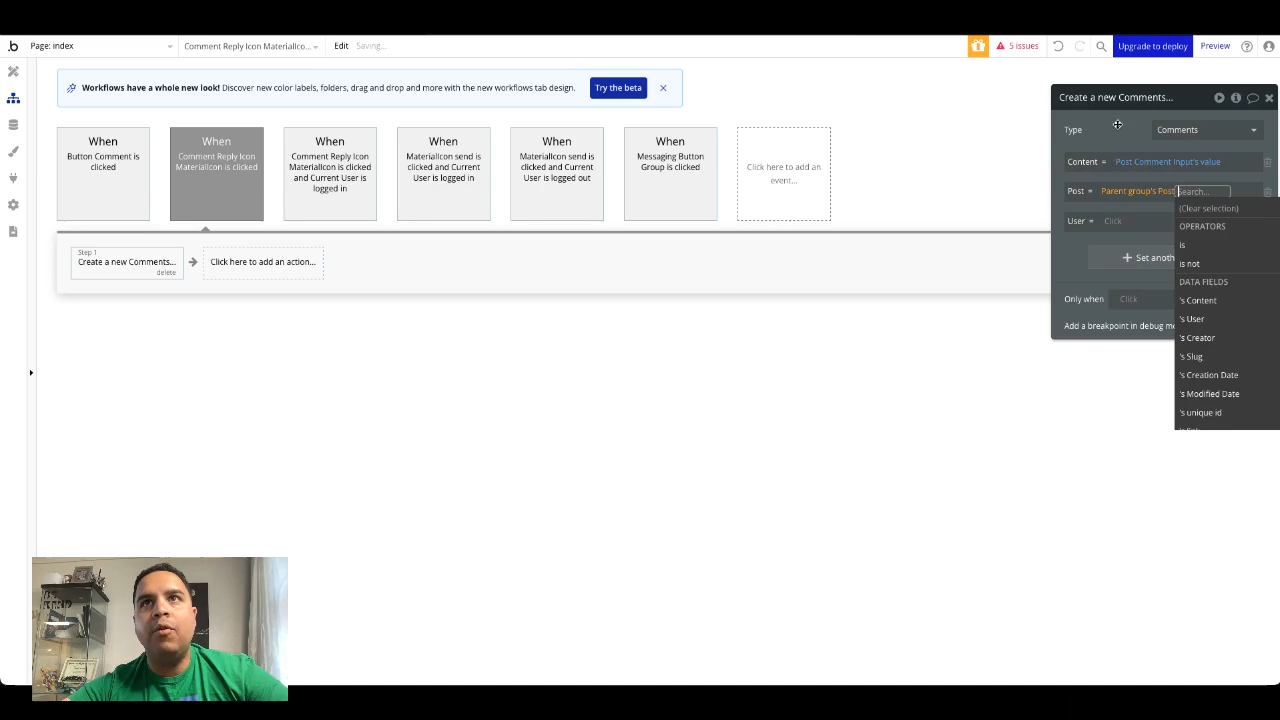 Page: index
Comment Reply Icon MaterialIco...
Edit
Saving...
5 issues
Upgrade to deploy
Preview
Workflows have a whole new look! Discover new color labels, folders, drag and drop and more with the new workflows tab design.
Try the beta
When
Button Comment is clicked
When
Comment Reply Icon MaterialIcon is clicked
When
Comment Reply Icon MaterialIcon is clicked and Current User is logged in
When
MaterialIcon send is clicked and Current User is logged in
When
MaterialIcon send is clicked and Current User is logged out
When
Messaging Button Group is clicked
Click here to add an event...
Step 1
Create a new Comments...
delete
Click here to add an action...
Create a new Comments...
Type
Comments
Content =
Post Comment Input's value
Post =
Parent group's Post
Search...
User =
Click
Set anoth
Only when
Click
Add a breakpoint in debug mo
(Clear selection)
OPERATORS
is
is not
DATA FIELDS
's Content
's User
's Creator
's Slug
's Creation Date
's Modified Date
's unique id